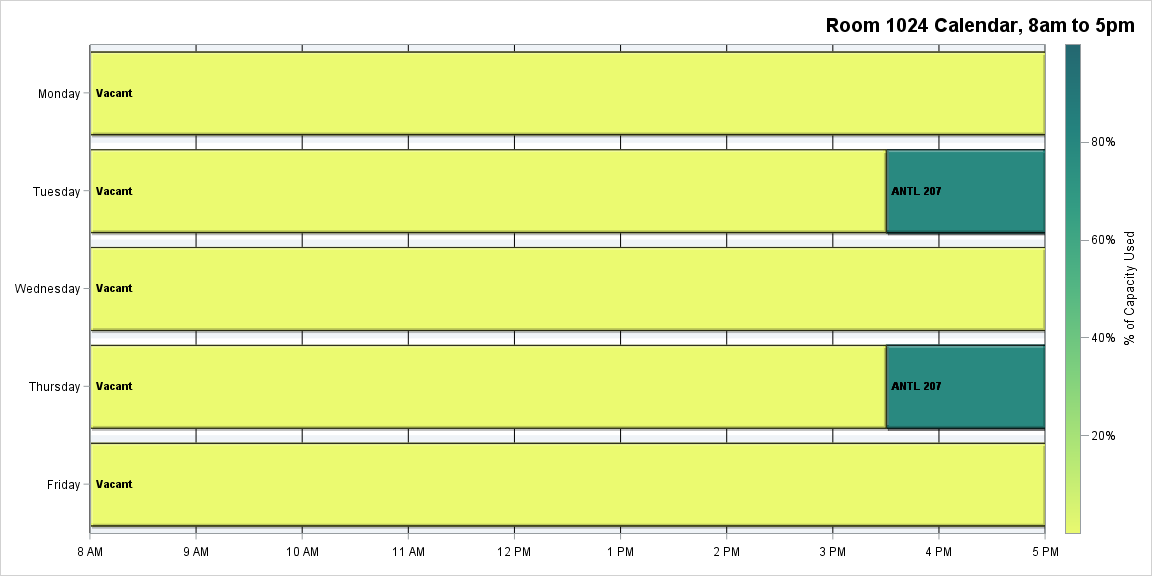 Room 1024 Calendar, 8am to 5pm
Monday
Vacant
Tuesday
Vacant
ANTL 207
Wednesday
Vacant
Thursday
Vacant
ANTL 207
Friday
Vacant
8 AM 9 AM 10 AM 11 AM 12 PM 1 PM 2 PM 3 PM 4 PM 5 PM
80%
60%
40%
20%
% of Capacity Used